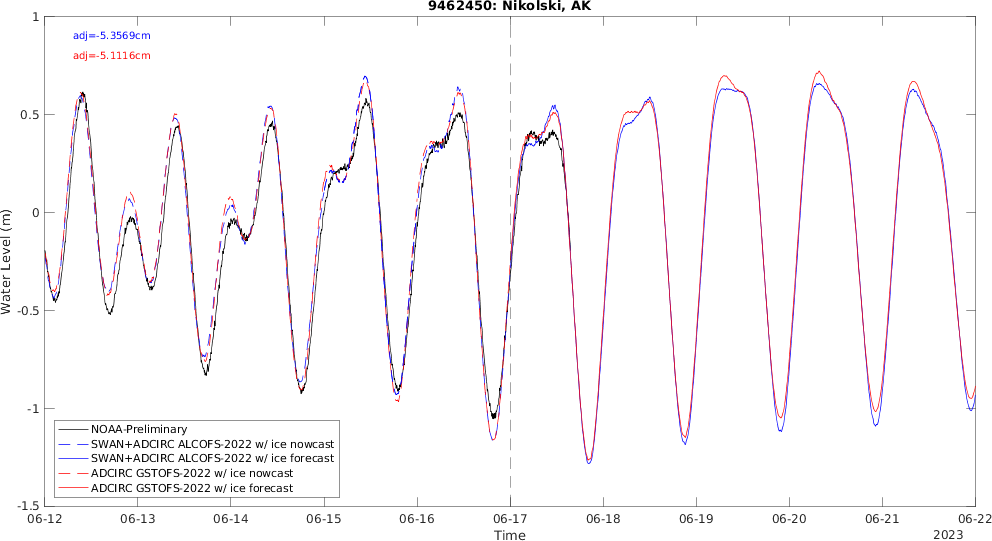 9462450: Nikolski, AK
adj=-5.3569cm
adj=-5.1116cm
1
0.5
0
-0.5
-1
-1.5
Water Level (m)
NOAA-Preliminary
SWAN+ADCIRC ALCOFS-2022 w/ ice nowcast
SWAN+ADCIRC ALCOFS-2022 w/ ice forecast
ADCIRC GSTOFS-2022 w/ ice nowcast
ADCIRC GSTOFS-2022 w/ ice forecast
06-12 06-13 06-14 06-15 06-16 06-17 06-18 06-19 06-20 06-21 06-22
Time
2023